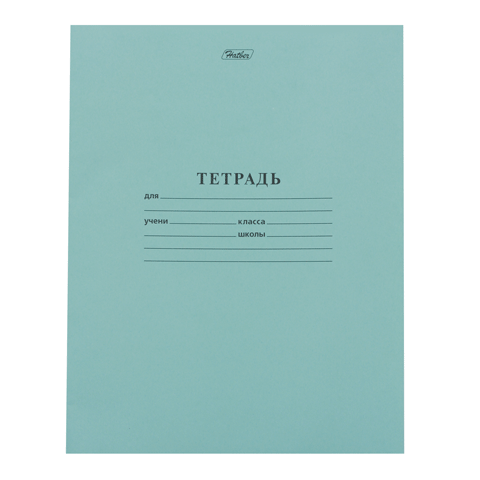 Hatber
ТЕТРАДЬ
для
учени класса
школы